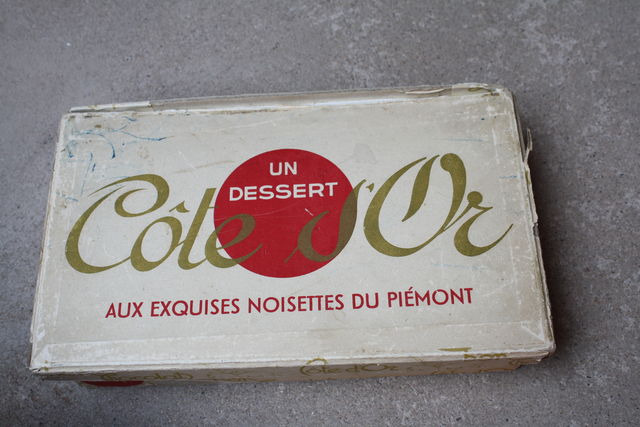 UN
DESSERT
Côte d'Or
AUX EXQUISES NOISETTES DU PIÉMONT
Côte d'Or